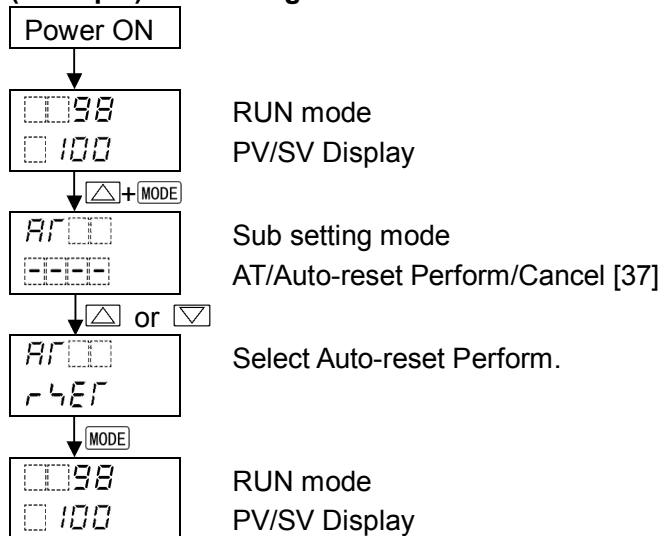 Power ON
98 RUN mode
100 PV/SV Display
△+MODE
AT Sub setting mode
---- AT/Auto-reset Perform/Cancel [37]
△ or ▽
AT Select Auto-reset Perform.
rSET
MODE
98 RUN mode
100 PV/SV Display